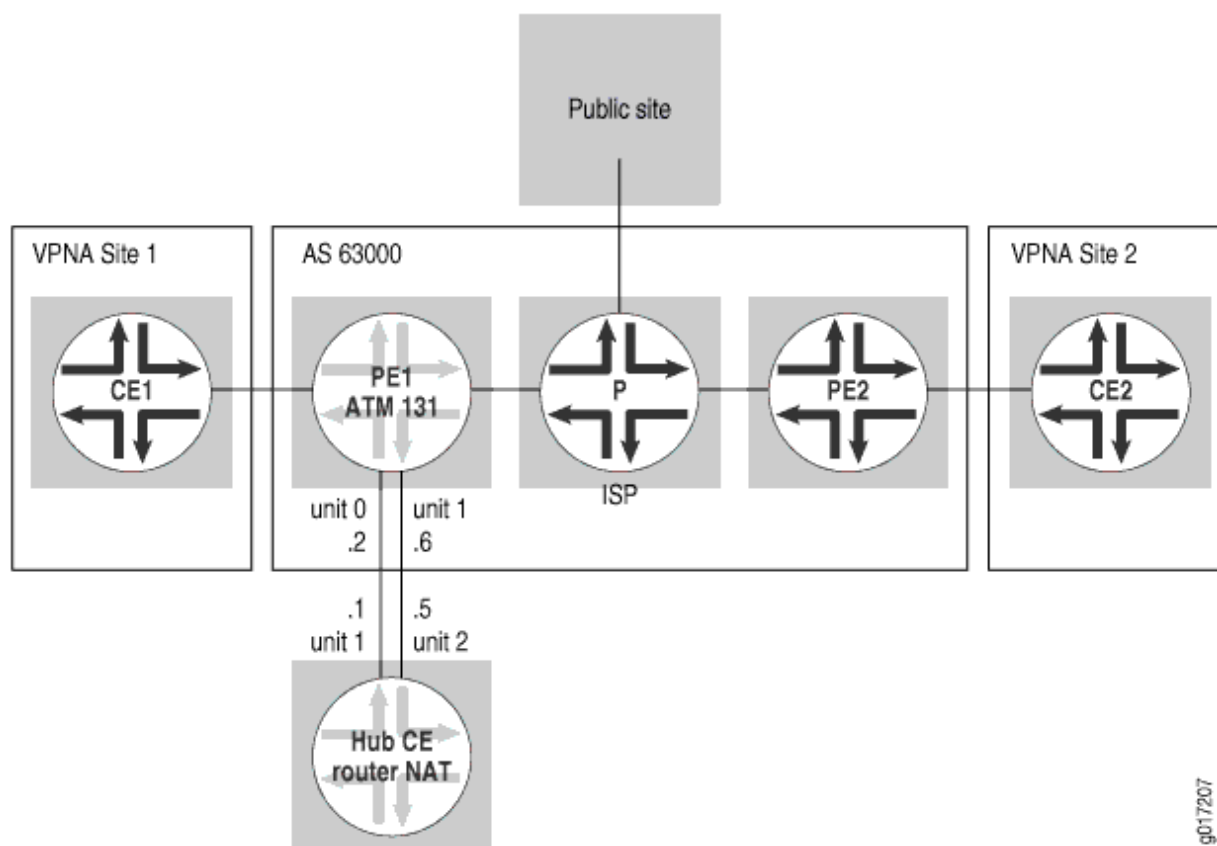 Public site
VPNA Site 1
AS 63000
VPNA Site 2
CE1
PE1
ATM 131
P
PE2
CE2
ISP
unit 0
unit 1
.2
.6
.1
.5
unit 1
unit 2
Hub CE
router NAT
g017207